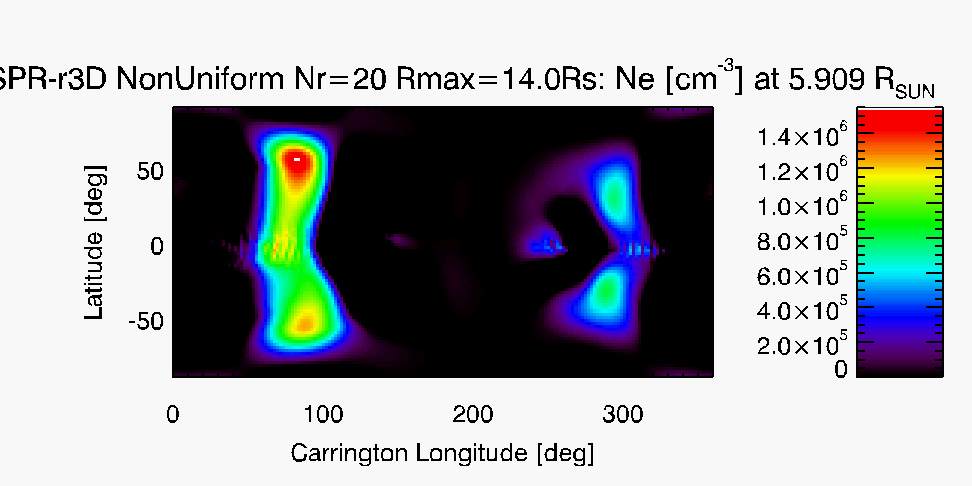 SPR-r3D NonUniform Nr=20 Rmax=14.0Rs: Ne [cm⁻³] at 5.909 R_SUN
1.4×10⁶
1.2×10⁶
1.0×10⁶
8.0×10⁵
6.0×10⁵
4.0×10⁵
2.0×10⁵
0
Latitude [deg]
50
0
-50
0 100 200 300
Carrington Longitude [deg]